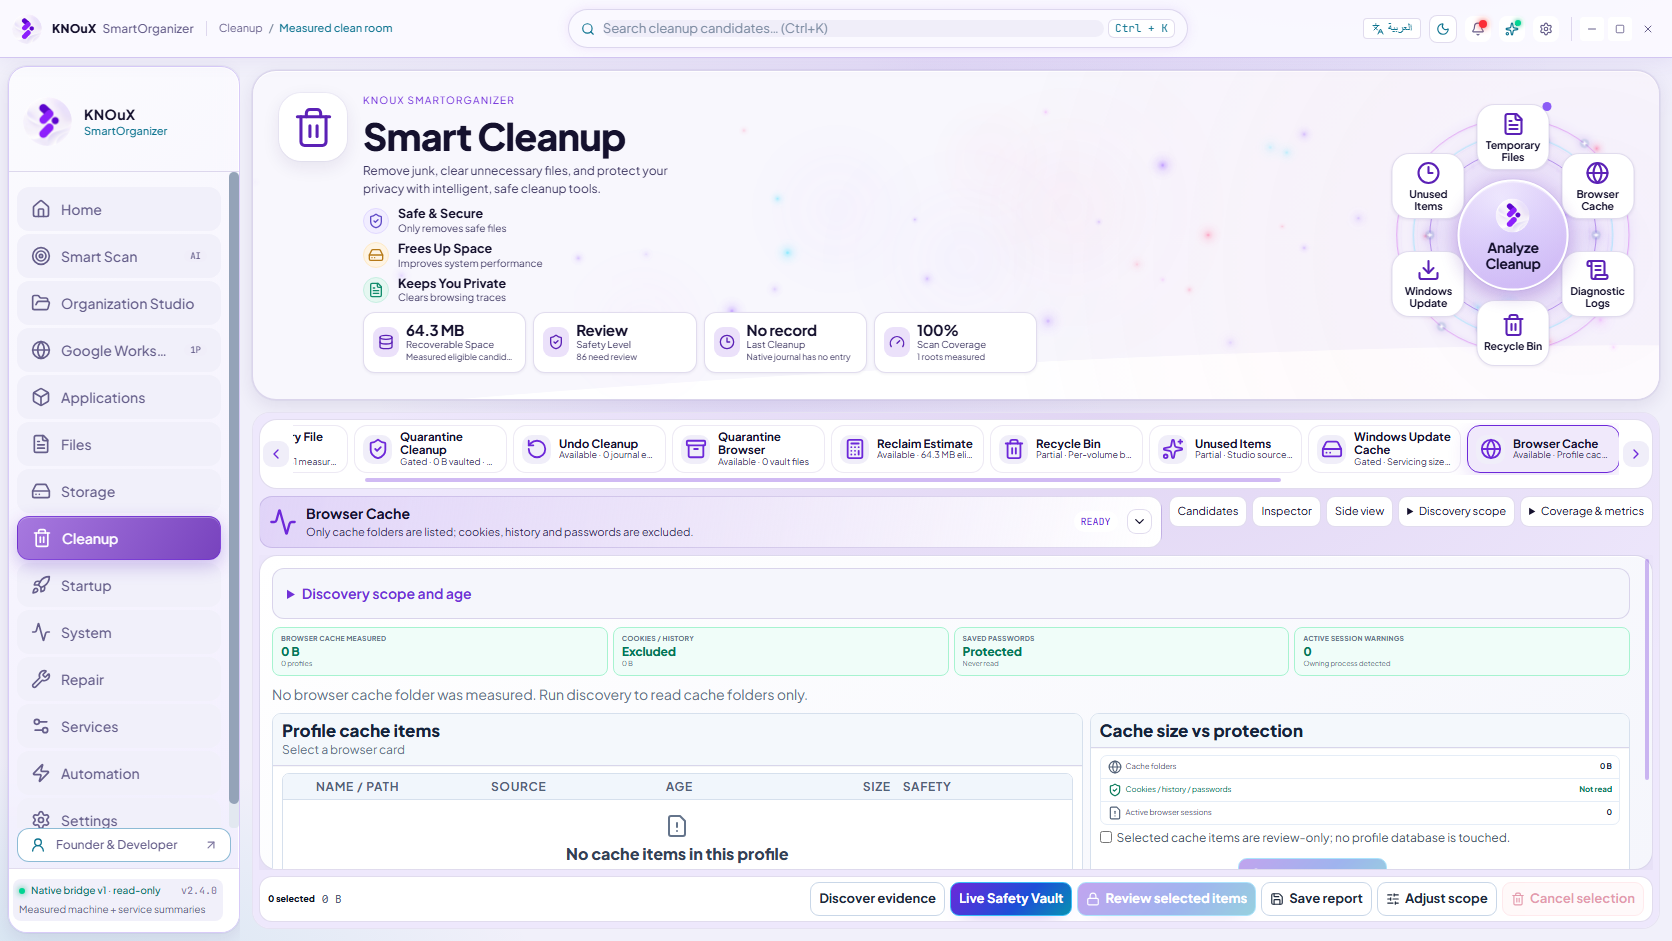 KNOuX SmartOrganizer
Cleanup / Measured clean room
Search cleanup candidates... (Ctrl+K)
Ctrl + K
العربية
KNOuX
SmartOrganizer
Home
Smart Scan AI
Organization Studio
Google Works... 1P
Applications
Files
Storage
Cleanup
Startup
System
Repair
Services
Automation
Settings
Founder & Developer
Native bridge v1 · read-only v2.4.0
Measured machine + service summaries
KNOUX SMARTORGANIZER
Smart Cleanup
Remove junk, clear unnecessary files, and protect your
privacy with intelligent, safe cleanup tools.
Safe & Secure
Only removes safe files
Frees Up Space
Improves system performance
Keeps You Private
Clears browsing traces
64.3 MB
Recoverable Space
Measured eligible candid...
Review
Safety Level
86 need review
No record
Last Cleanup
Native journal has no entry
100%
Scan Coverage
1 roots measured
Temporary
Files
Unused
Items
Browser
Cache
Analyze
Cleanup
Windows
Update
Diagnostic
Logs
Recycle Bin
y File
1 measur...
Quarantine
Cleanup
Gated · 0 B vaulted · ...
Undo Cleanup
Available · 0 journal e...
Quarantine
Browser
Available · 0 vault files
Reclaim Estimate
Available · 64.3 MB eli...
Recycle Bin
Partial · Per-volume b...
Unused Items
Partial · Studio source...
Windows Update
Cache
Gated · Servicing size...
Browser Cache
Available · Profile cac...
Browser Cache
Only cache folders are listed; cookies, history and passwords are excluded.
READY
Candidates
Inspector
Side view
Discovery scope
Coverage & metrics
Discovery scope and age
BROWSER CACHE MEASURED
0 B
0 profiles
COOKIES / HISTORY
Excluded
0 B
SAVED PASSWORDS
Protected
Never read
ACTIVE SESSION WARNINGS
0
Owning process detected
No browser cache folder was measured. Run discovery to read cache folders only.
Profile cache items
Select a browser card
NAME / PATH SOURCE AGE SIZE SAFETY
No cache items in this profile
Cache size vs protection
Cache folders 0 B
Cookies / history / passwords Not read
Active browser sessions 0
Selected cache items are review-only; no profile database is touched.
0 selected 0 B
Discover evidence
Live Safety Vault
Review selected items
Save report
Adjust scope
Cancel selection